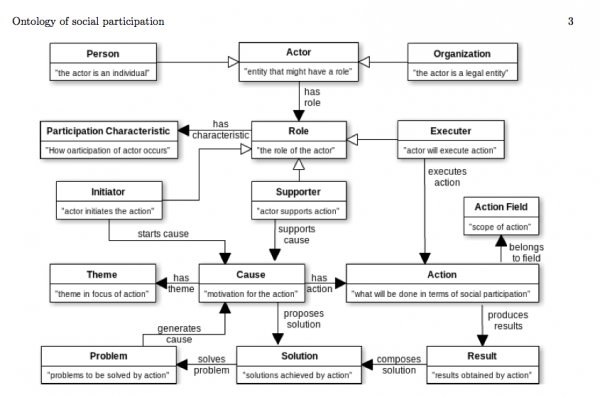 Ontology of social participation 3
Person
"the actor is an individual"
Actor
"entity that might have a role"
Organization
"the actor is a legal entity"
has
role
Participation Characteristic
"How oarticipation of actor occurs"
has
characteristic
Role
"the role of the actor"
Executer
"actor will execute action"
executes
action
Initiator
"actor initiates the action"
Supporter
"actor supports action"
Action Field
"scope of action"
starts cause
supports
cause
belongs
to field
Theme
"theme in focus of action"
has
theme
Cause
"motivation for the action"
has
action
Action
"what will be done in terms of social participation"
generates
cause
proposes
solution
produces
results
Problem
"problems to be solved by action"
solves
problem
Solution
"solutions achieved by action"
composes
solution
Result
"results obtained by action"